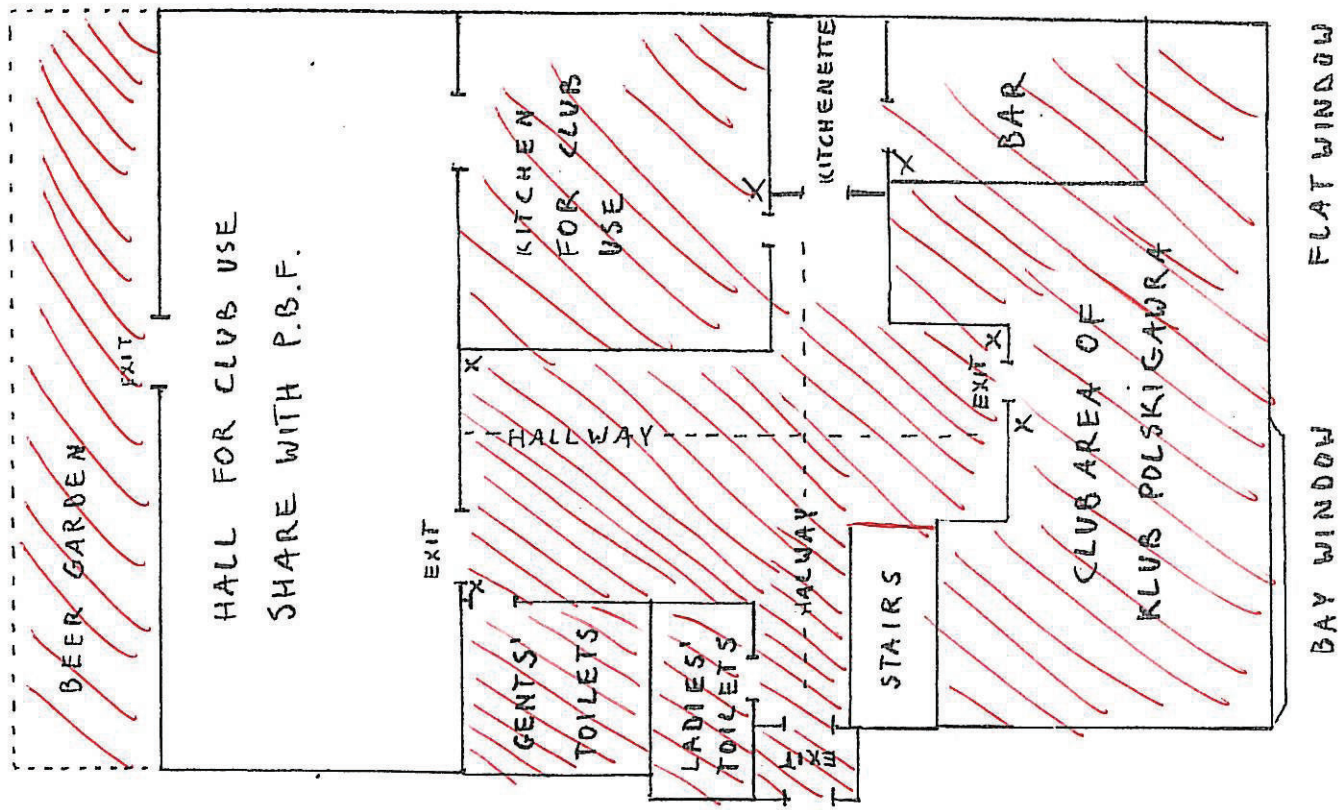 BEER GARDEN
EXIT
HALL FOR CLUB USE
SHARE WITH P.B.F.
EXIT
KITCHEN
FOR CLUB
USE
X
KITCHENETTE
X
BAR
X
HALLWAY
X
GENTS'
TOILETS
LADIES'
TOILETS
HALLWAY
EXIT
STAIRS
EXIT
X
X
CLUB AREA OF
KLUB POLSKI GAWRA
BAY WINDOW
FLAT WINDOW